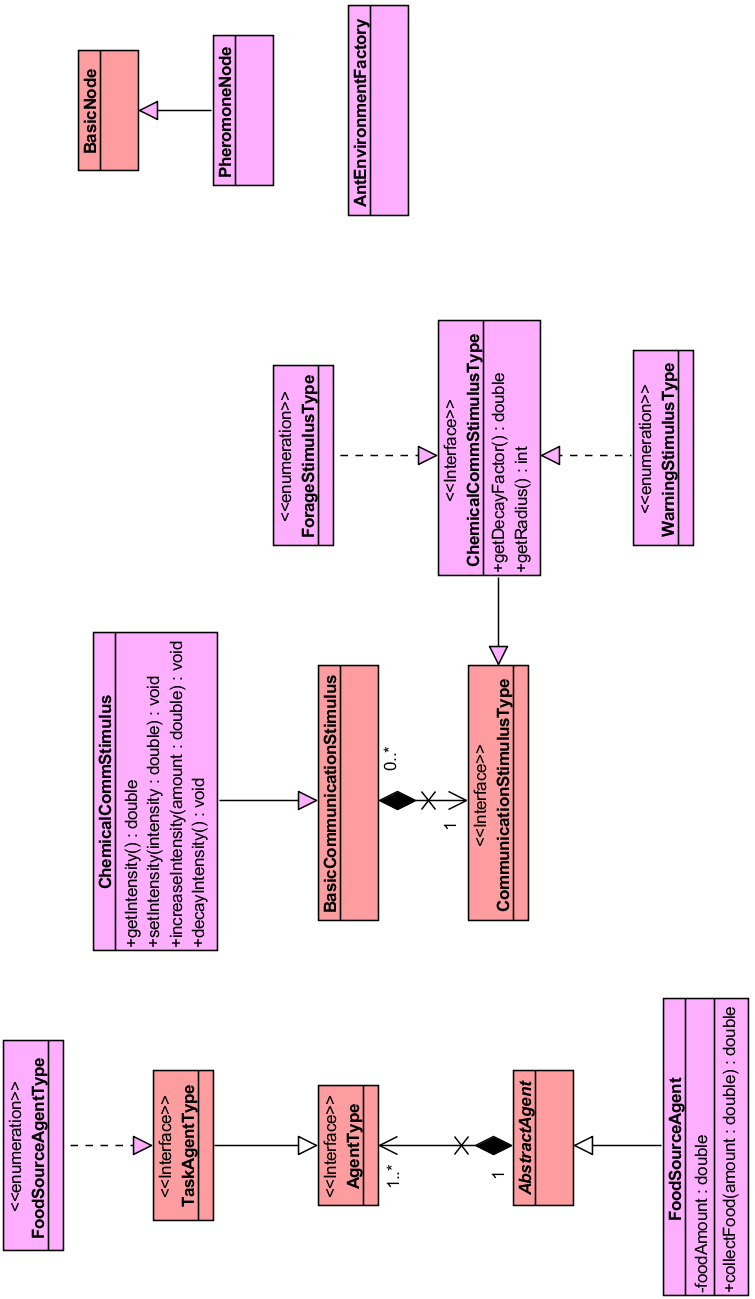 <<enumeration>>
FoodSourceAgentType
<<Interface>>
TaskAgentType
<<Interface>>
AgentType
1..*
1
AbstractAgent
FoodSourceAgent
-foodAmount : double
+collectFood(amount : double) : double
ChemicalCommStimulus
+getIntensity() : double
+setIntensity(intensity : double) : void
+increaseIntensity(amount : double) : void
+decayIntensity() : void
BasicCommunicationStimulus
0..*
1
<<Interface>>
CommunicationStimulusType
<<enumeration>>
ForageStimulusType
<<Interface>>
ChemicalCommStimulusType
+getDecayFactor() : double
+getRadius() : int
<<enumeration>>
WarningStimulusType
BasicNode
PheromoneNode
AntEnvironmentFactory